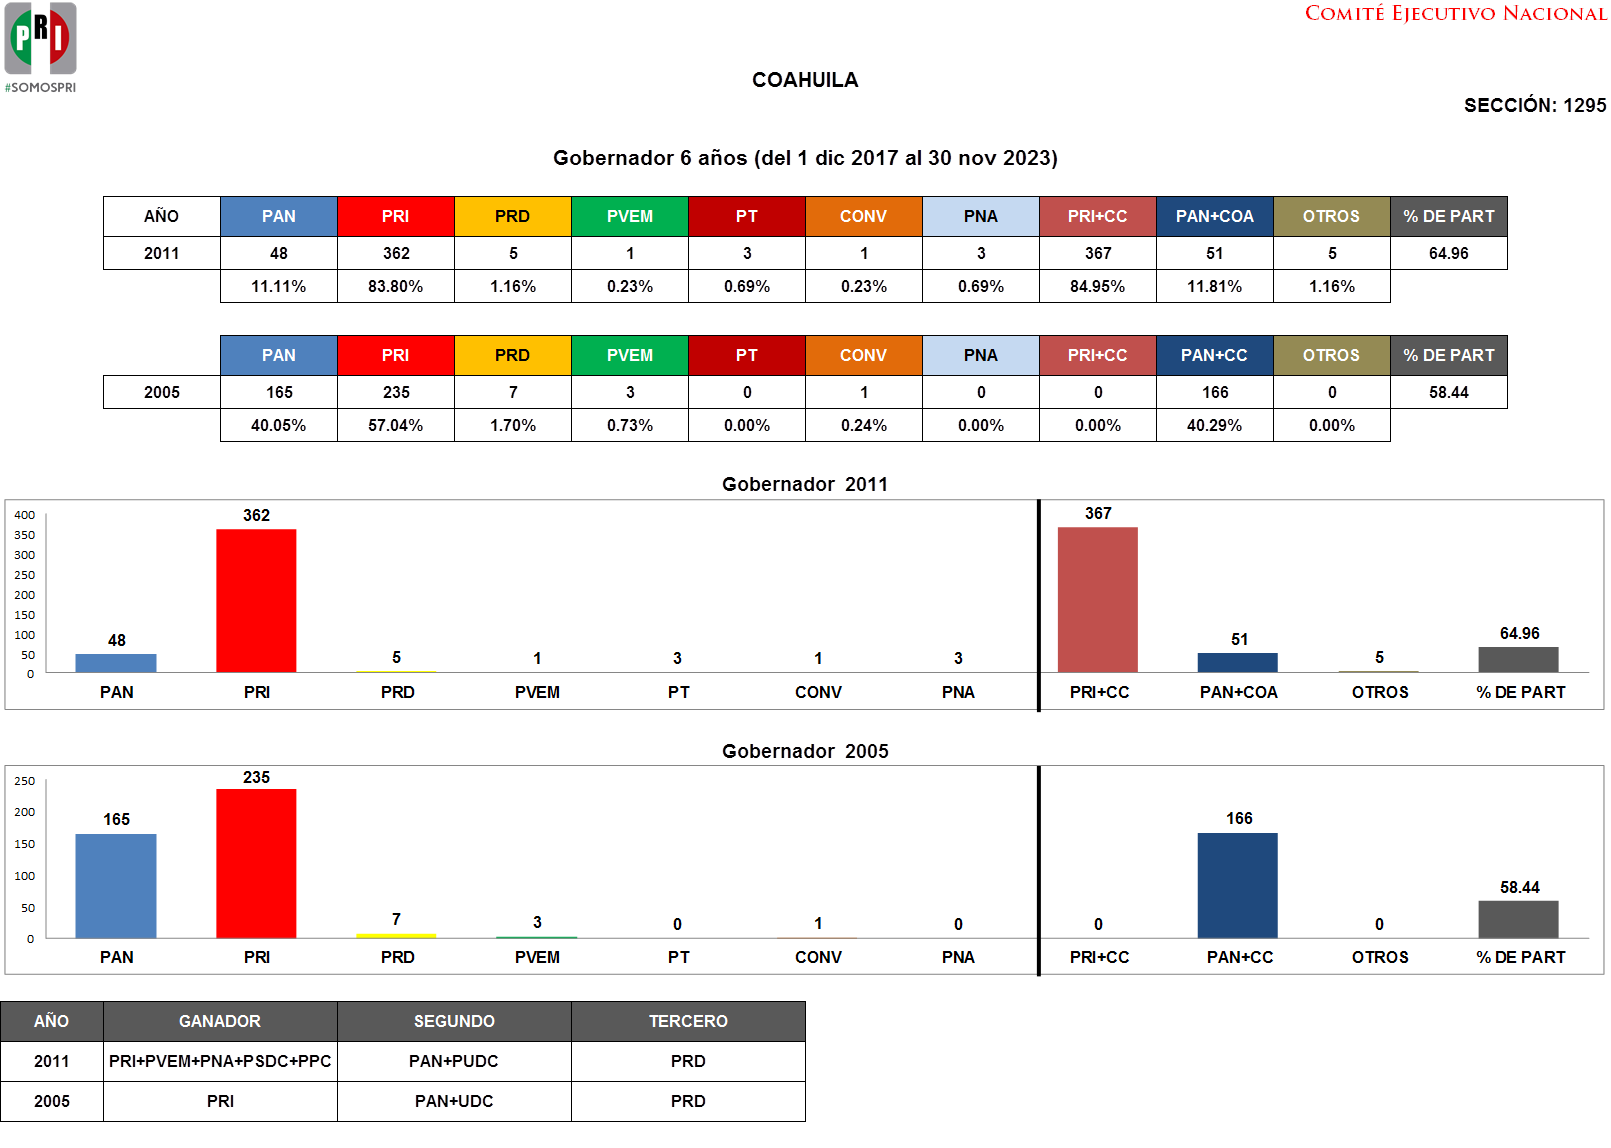 PRI
#SOMOSPRI
COMITÉ EJECUTIVO NACIONAL
COAHUILA
SECCIÓN: 1295
Gobernador 6 años (del 1 dic 2017 al 30 nov 2023)
AÑO PAN PRI PRD PVEM PT CONV PNA PRI+CC PAN+COA OTROS % DE PART
2011 48 362 5 1 3 1 3 367 51 5 64.96
11.11% 83.80% 1.16% 0.23% 0.69% 0.23% 0.69% 84.95% 11.81% 1.16%
PAN PRI PRD PVEM PT CONV PNA PRI+CC PAN+CC OTROS % DE PART
2005 165 235 7 3 0 1 0 0 166 0 58.44
40.05% 57.04% 1.70% 0.73% 0.00% 0.24% 0.00% 0.00% 40.29% 0.00%
Gobernador 2011
400
350
300
250
200
150
100
50
0
48 362 5 1 3 1 3 367 51 5 64.96
PAN PRI PRD PVEM PT CONV PNA PRI+CC PAN+COA OTROS % DE PART
Gobernador 2005
250
200
150
100
50
0
165 235 7 3 0 1 0 0 166 0 58.44
PAN PRI PRD PVEM PT CONV PNA PRI+CC PAN+CC OTROS % DE PART
AÑO GANADOR SEGUNDO TERCERO
2011 PRI+PVEM+PNA+PSDC+PPC PAN+PUDC PRD
2005 PRI PAN+UDC PRD